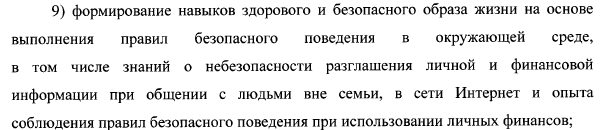 9) формирование навыков здорового и безопасного образа жизни на основе
выполнения правил безопасного поведения в окружающей среде,
в том числе знаний о небезопасности разглашения личной и финансовой
информации при общении с людьми вне семьи, в сети Интернет и опыта
соблюдения правил безопасного поведения при использовании личных финансов;